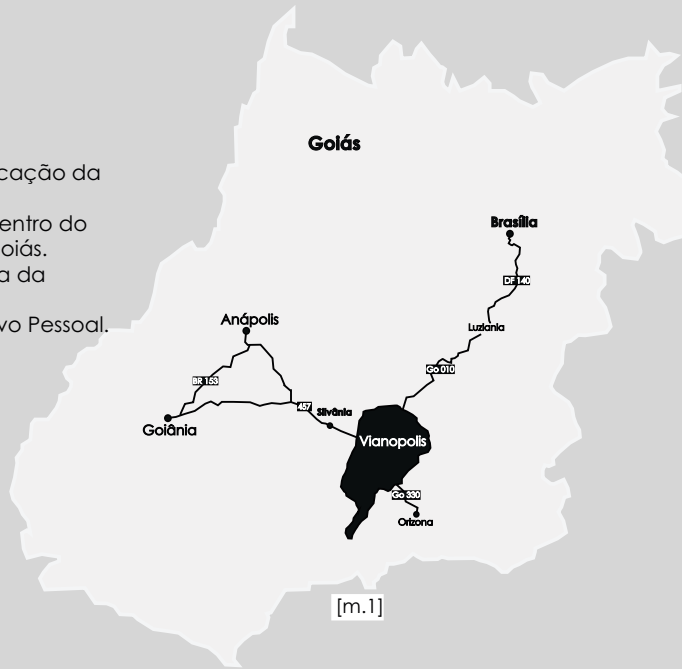 Goiás
cação da
entro do
oiás.
a da
vo Pessoal.
Brasília
DF 140
Luziania
Anápolis
Go 010
BR 153
457
Silvânia
Goiânia
Vianopolis
Go 330
Orizona
[m.1]